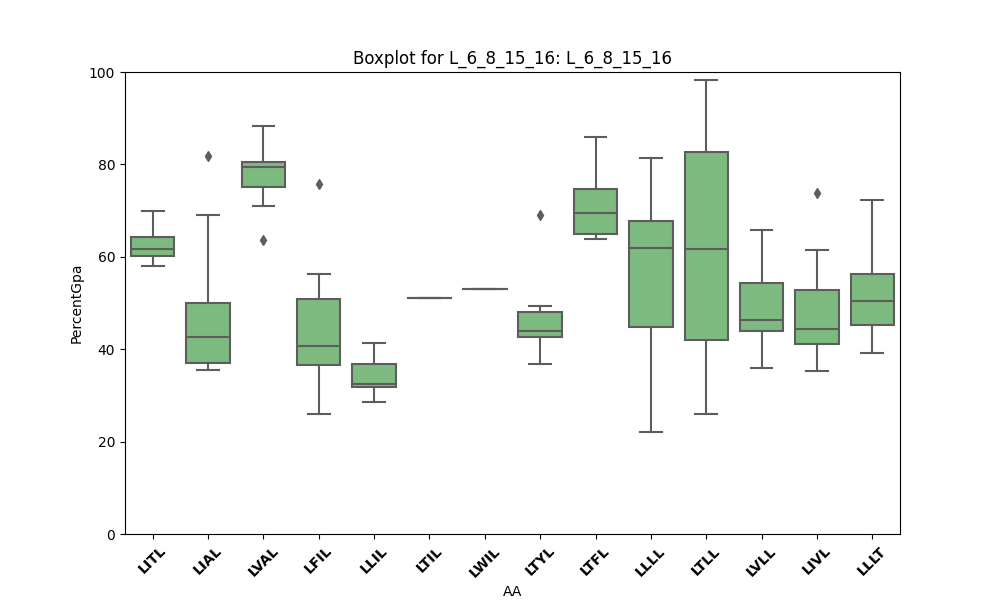 Boxplot for L_6_8_15_16: L_6_8_15_16
PercentGpa
100
80
60
40
20
0
LITL
LIAL
LVAL
LFIL
LLIL
LTIL
LWIL
LTYL
LTFL
LLLL
LTLL
LVLL
LIVL
LLLT
AA